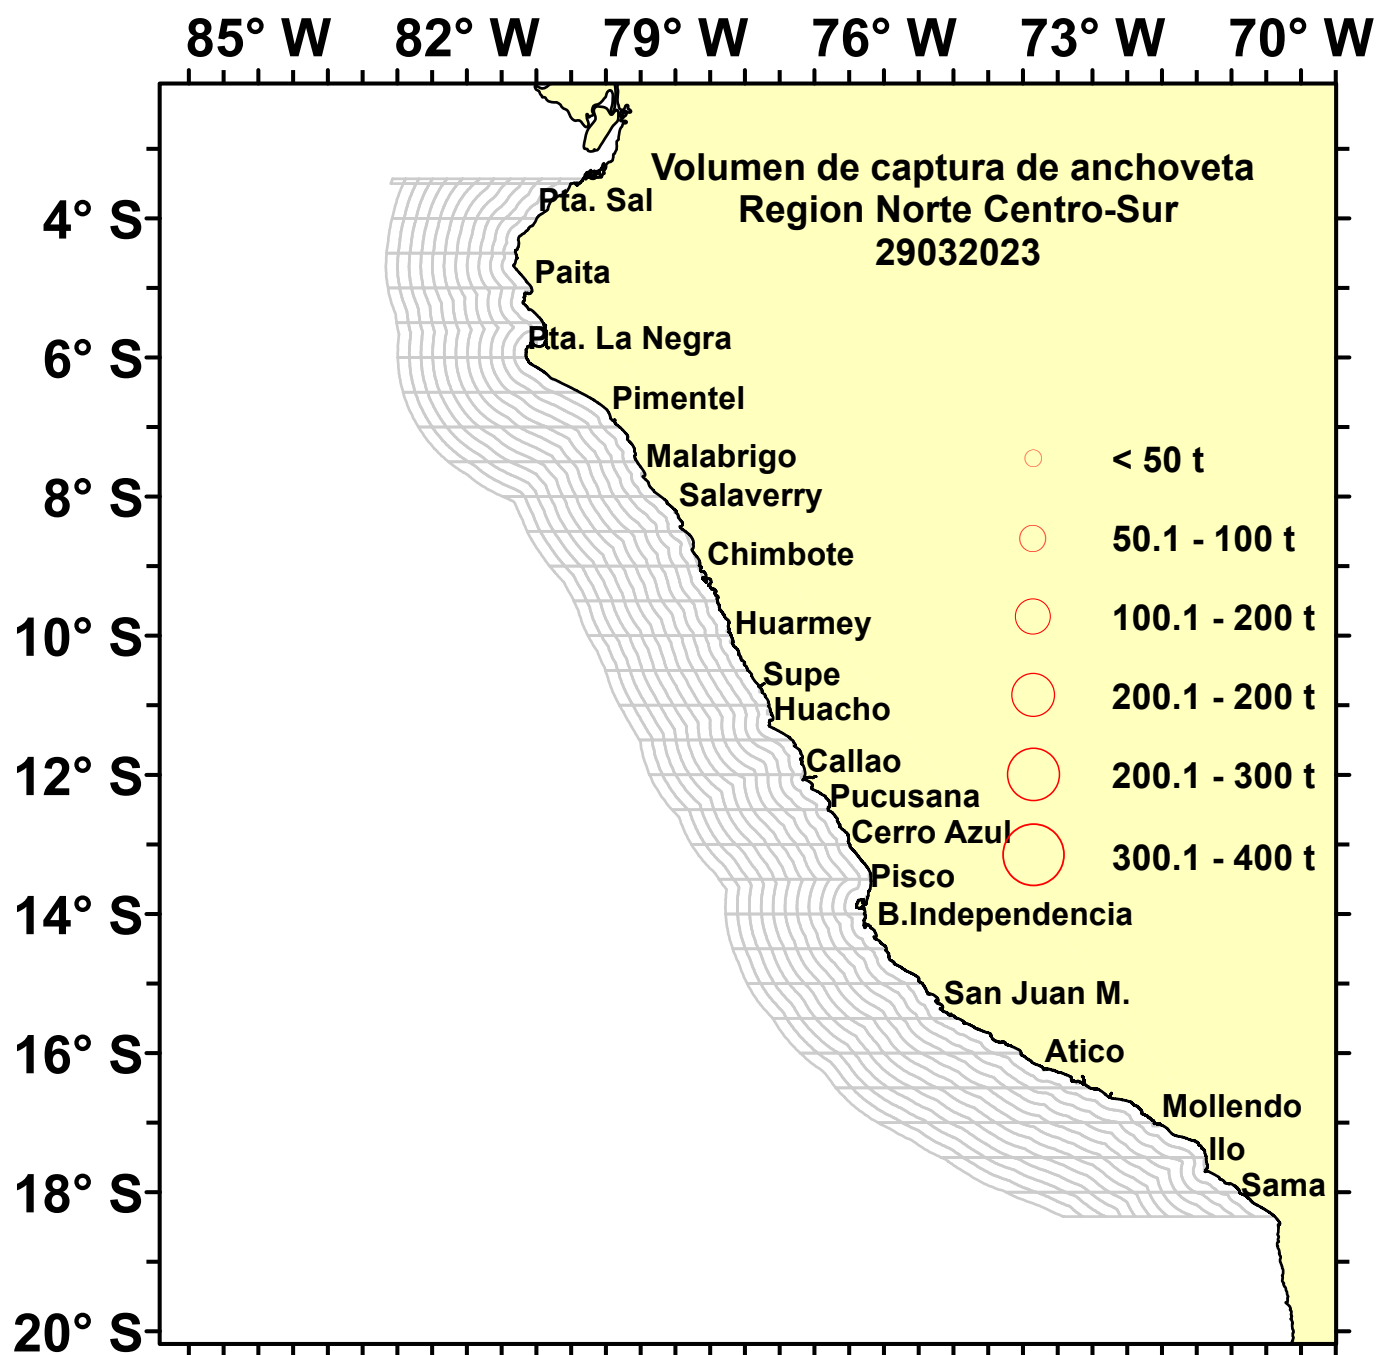 85° W 82° W 79° W 76° W 73° W 70° W
Volumen de captura de anchoveta
Region Norte Centro-Sur
29032023
4° S
6° S
8° S
10° S
12° S
14° S
16° S
18° S
20° S
Pta. Sal
Paita
Pta. La Negra
Pimentel
Malabrigo
Salaverry
Chimbote
Huarmey
Supe
Huacho
Callao
Pucusana
Cerro Azul
Pisco
B.Independencia
San Juan M.
Atico
Mollendo
Ilo
Sama
< 50 t
50.1 - 100 t
100.1 - 200 t
200.1 - 200 t
200.1 - 300 t
300.1 - 400 t